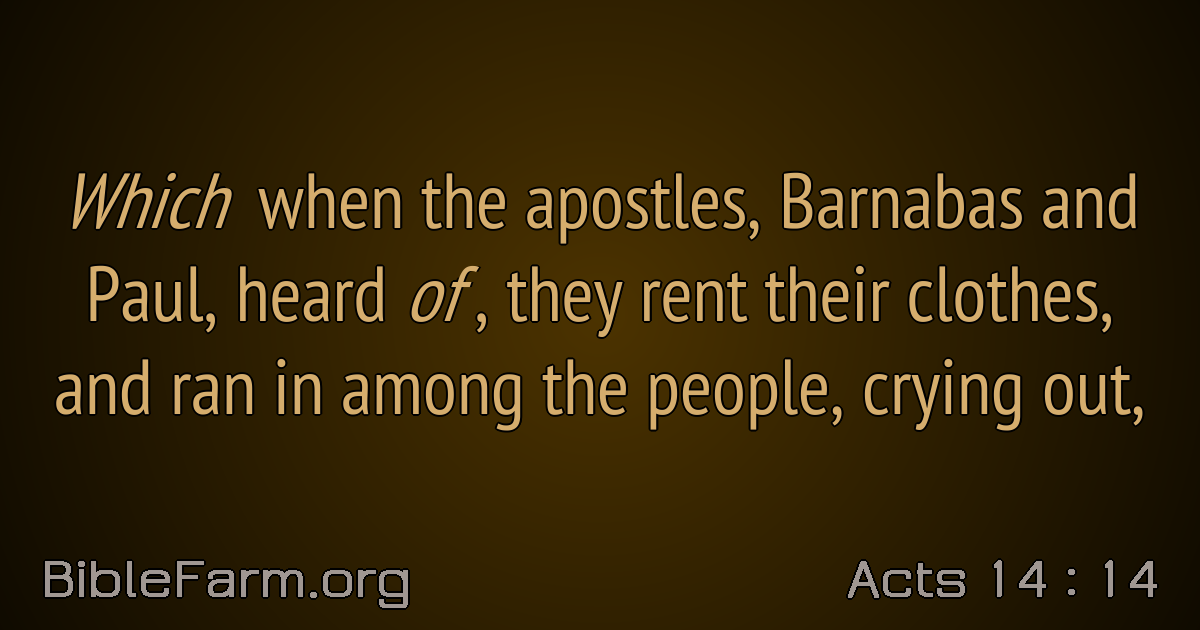 Which when the apostles, Barnabas and
Paul, heard of , they rent their clothes,
and ran in among the people, crying out,
BibleFarm.org
Acts 14 : 14